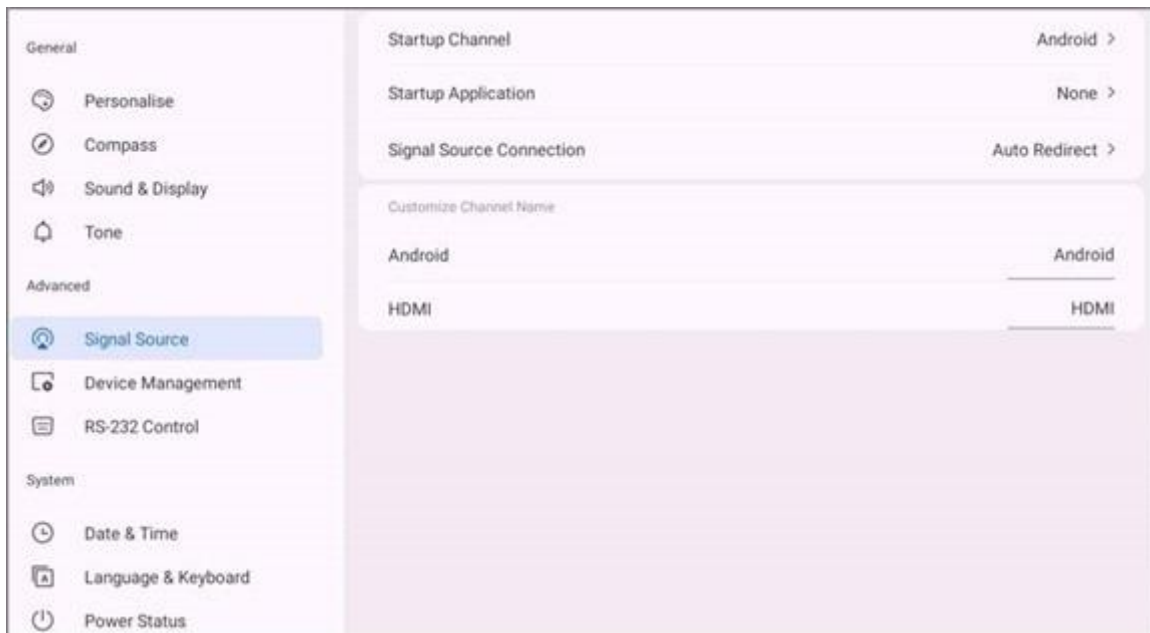 General
Personalise
Compass
Sound & Display
Tone
Advanced
Signal Source
Device Management
RS-232 Control
System
Date & Time
Language & Keyboard
Power Status
Startup Channel Android
Startup Application None
Signal Source Connection Auto Redirect
Customize Channel Name
Android Android
HDMI HDMI